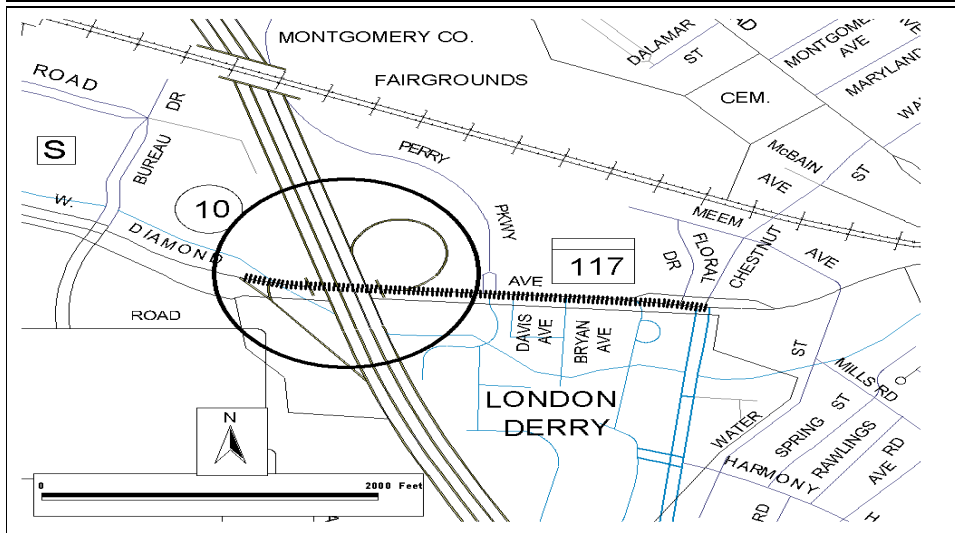 MONTGOMERY CO.
FAIRGROUNDS
DALAMAR
ST
MONTGOME
AVE
MARYLAND
CEM.
ROAD
DR
BUREAU
S
PERRY
PKWY
McBAIN
AVE
ST
MEEM
AVE
10
W.
DIAMOND
AVE
117
FLORAL
DR
CHESTNUT
ST
ROAD
DAVIS
AVE
BRYAN
AVE
LONDON
DERRY
MILLS RD
WATER
SPRING ST
RAWLINGS
AVE
RD
HARMONY
RD
H
N
0
2000 Feet